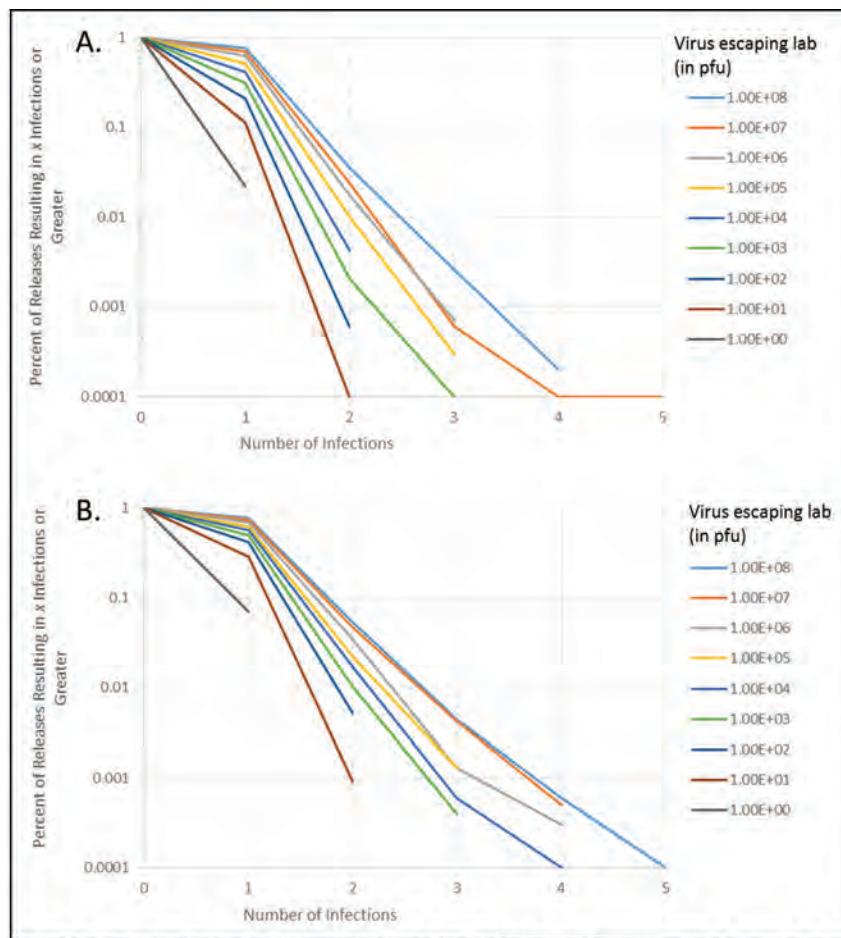 A.
Percent of Releases Resulting in x Infections or
Greater
1
0.1
0.01
0.001
0.0001
0 1 2 3 4 5
Number of Infections
Virus escaping lab
(in pfu)
1.00E+08
1.00E+07
1.00E+06
1.00E+05
1.00E+04
1.00E+03
1.00E+02
1.00E+01
1.00E+00
B.
Percent of Releases Resulting in x Infections or
Greater
1
0.1
0.01
0.001
0.0001
0 1 2 3 4 5
Number of Infections
Virus escaping lab
(in pfu)
1.00E+08
1.00E+07
1.00E+06
1.00E+05
1.00E+04
1.00E+03
1.00E+02
1.00E+01
1.00E+00